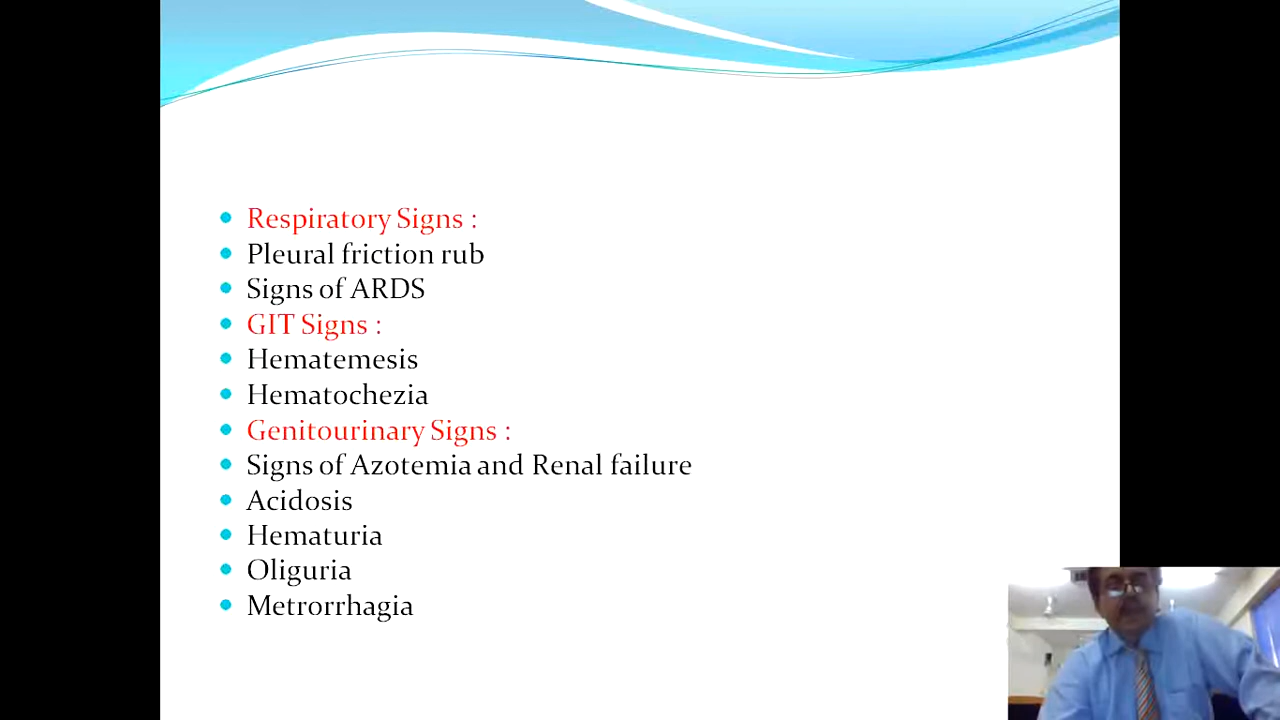 Respiratory Signs :
Pleural friction rub
Signs of ARDS
GIT Signs :
Hematemesis
Hematochezia
Genitourinary Signs :
Signs of Azotemia and Renal failure
Acidosis
Hematuria
Oliguria
Metrorrhagia